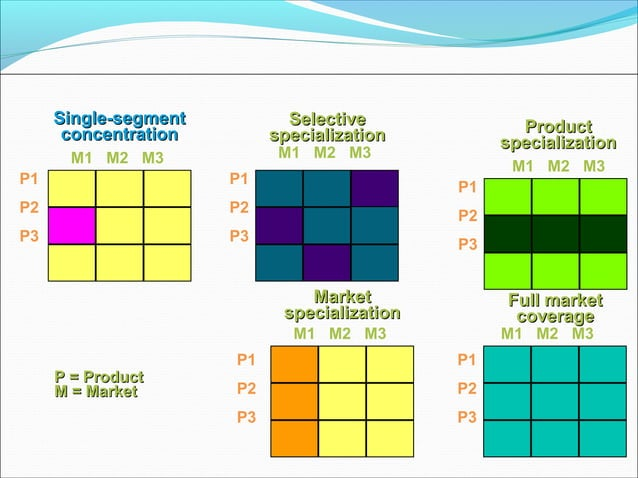 Single-segment
concentration
M1 M2 M3
P1
P2
P3
Selective
specialization
M1 M2 M3
P1
P2
P3
Product
specialization
M1 M2 M3
P1
P2
P3
P = Product
M = Market
Market
specialization
M1 M2 M3
P1
P2
P3
Full market
coverage
M1 M2 M3
P1
P2
P3